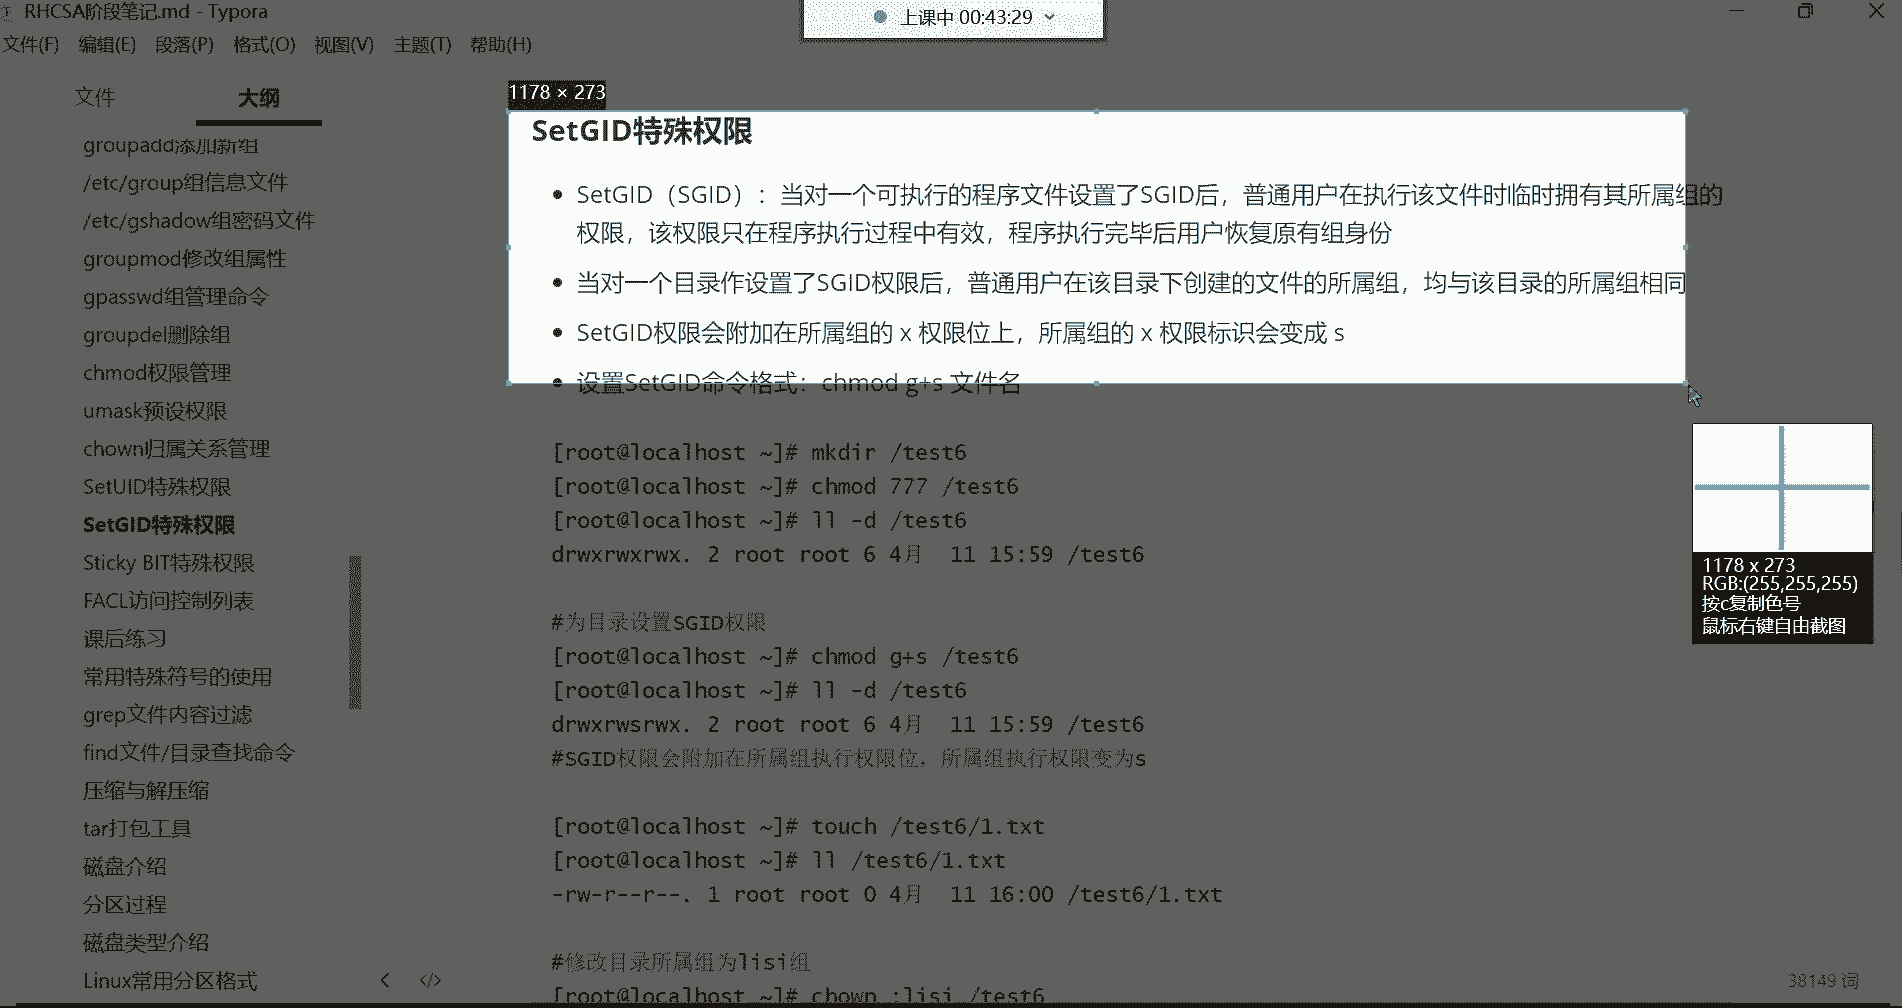 RHCSA阶段笔记.md - Typora
上课中 00:43:29
文件(F) 编辑(E) 段落(P) 格式(O) 视图(V) 主题(T) 帮助(H)
文件 大纲
groupadd添加新组
/etc/group组信息文件
/etc/gshadow组密码文件
groupmod修改组属性
gpasswd组管理命令
groupdel删除组
chmod权限管理
umask预设权限
chown归属关系管理
SetUID特殊权限
SetGID特殊权限
Sticky BIT特殊权限
FACL访问控制列表
课后练习
常用特殊符号的使用
grep文件内容过滤
find文件/目录查找命令
压缩与解压缩
tar打包工具
磁盘介绍
分区过程
磁盘类型介绍
Linux常用分区格式
1178 × 273
SetGID特殊权限
SetGID（SGID）：当对一个可执行的程序文件设置了SGID后，普通用户在执行该文件时临时拥有其所属组的
权限，该权限只在程序执行过程中有效，程序执行完毕后用户恢复原有组身份
当对一个目录作设置了SGID权限后，普通用户在该目录下创建的文件的所属组，均与该目录的所属组相同
SetGID权限会附加在所属组的 x 权限位上，所属组的 x 权限标识会变成 s
设置SetGID命令格式：chmod g+s 文件名
[root@localhost ~]# mkdir /test6
[root@localhost ~]# chmod 777 /test6
[root@localhost ~]# ll -d /test6
drwxrwxrwx. 2 root root 6 4月  11 15:59 /test6
#为目录设置SGID权限
[root@localhost ~]# chmod g+s /test6
[root@localhost ~]# ll -d /test6
drwxrwsrwx. 2 root root 6 4月  11 15:59 /test6
#SGID权限会附加在所属组执行权限位，所属组执行权限变为s
[root@localhost ~]# touch /test6/1.txt
[root@localhost ~]# ll /test6/1.txt
-rw-r--r--. 1 root root 0 4月  11 16:00 /test6/1.txt
#修改目录所属组为lisi组
[root@localhost ~]# chown :lisi /test6
1178 x 273
RGB:(255,255,255)
按c复制色号
鼠标右键自由截图
38149 词